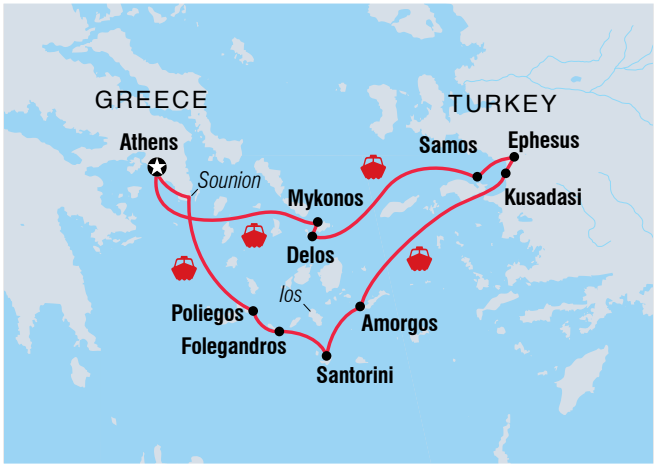 GREECE
TURKEY
Athens
Samos
Ephesus
Sounion
Mykonos
Kusadasi
Delos
Ios
Poliegos
Amorgos
Folegandros
Santorini